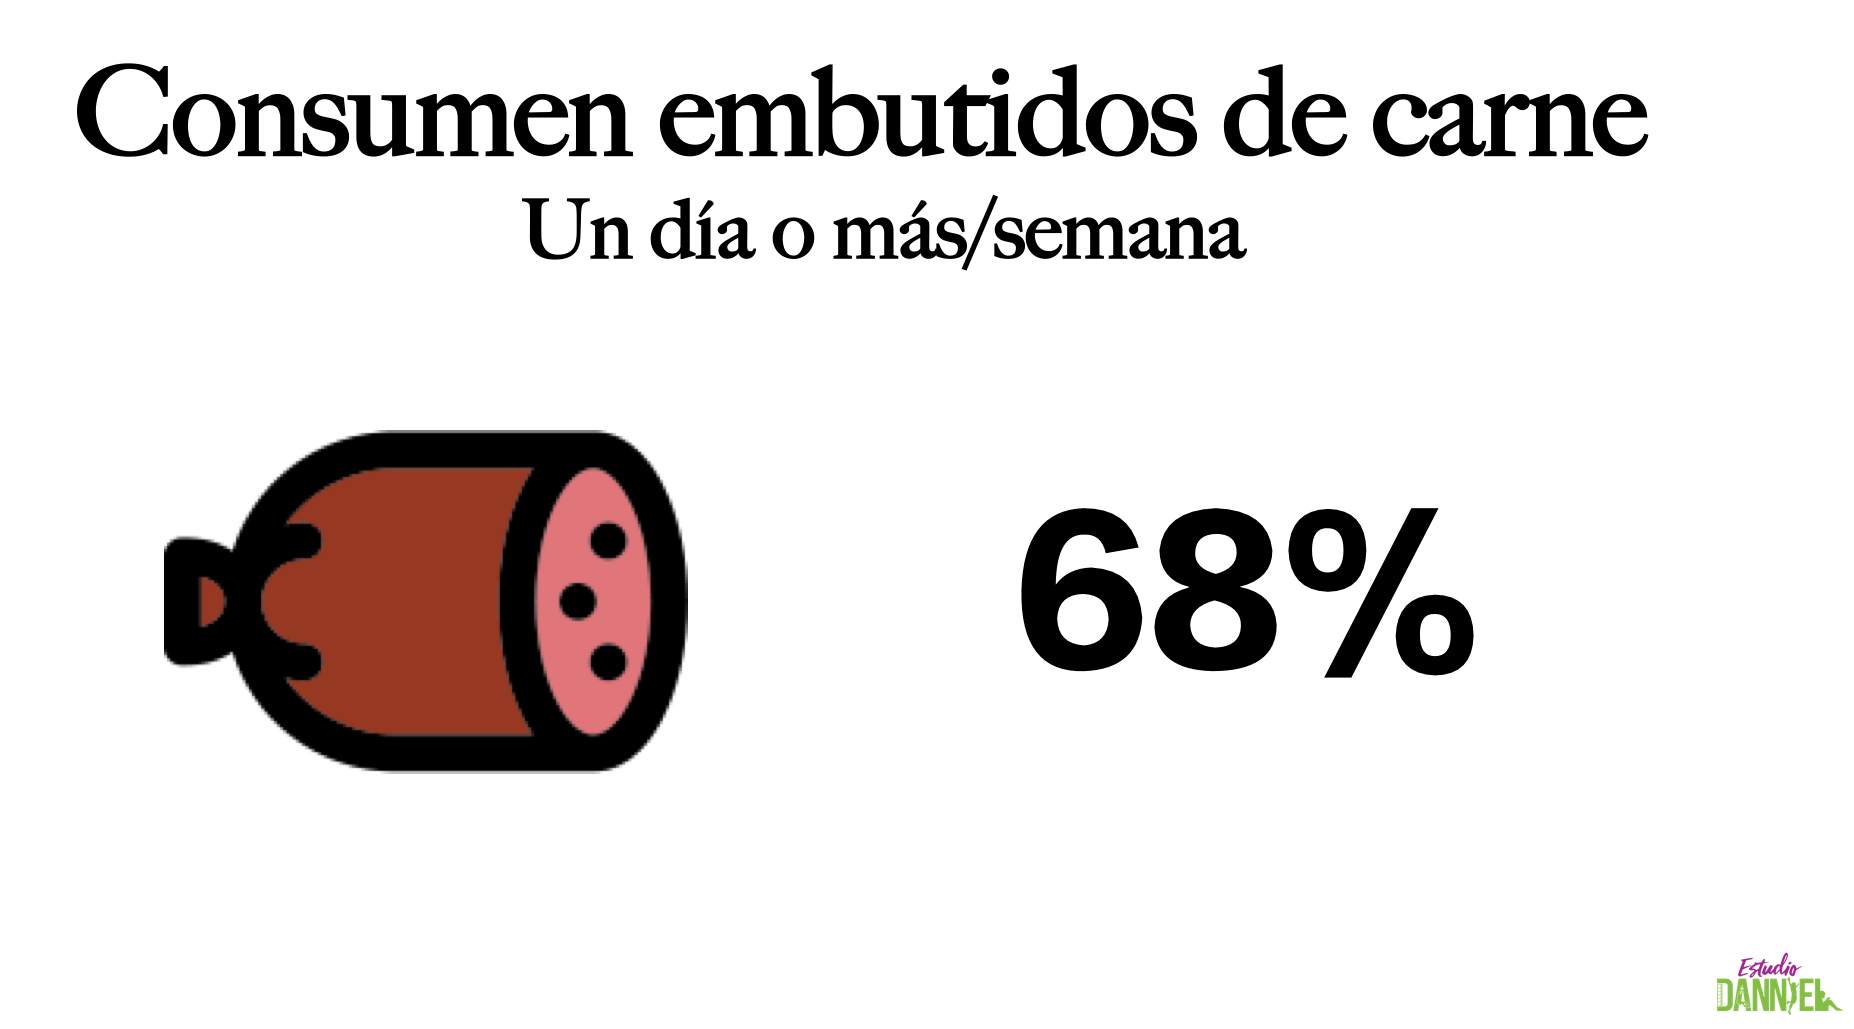 Consumen embutidos de carne
Un día o más/semana
68%
Estudio
DANNIEL